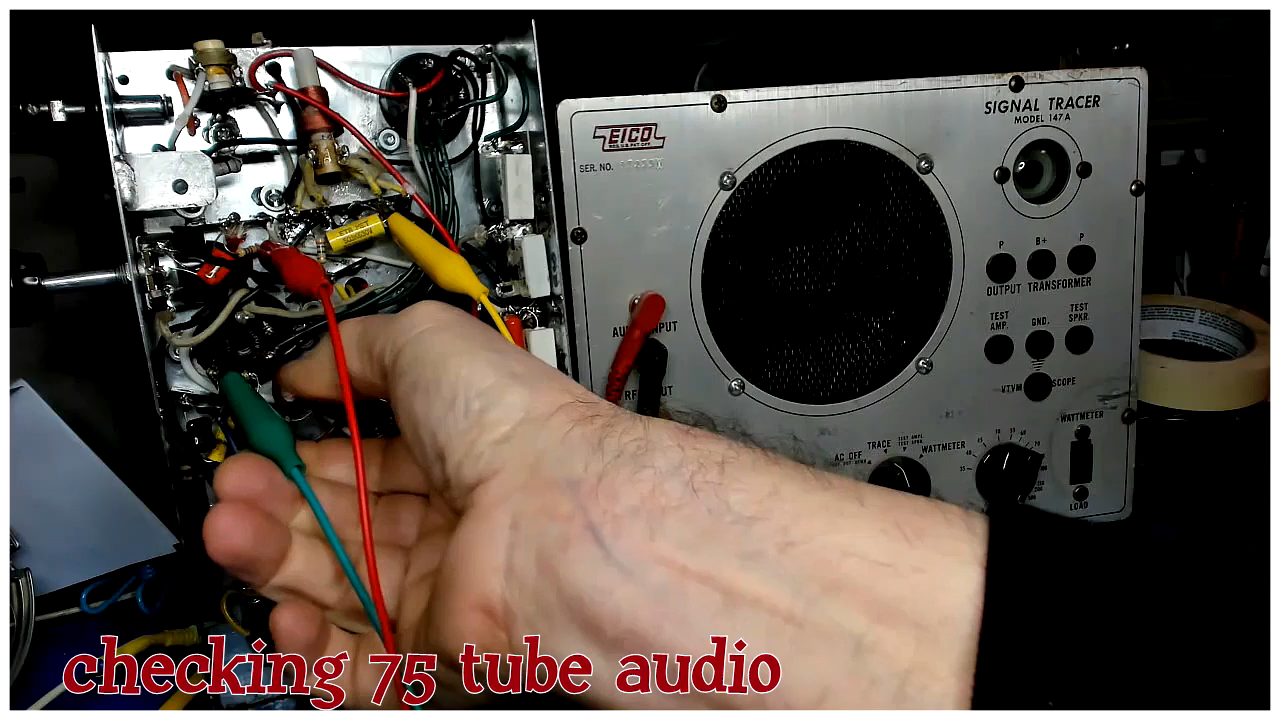 EICO
SER. NO.
SIGNAL TRACER
MODEL 147A
P B+ P
OUTPUT TRANSFORMER
TEST AMP. GND. TEST SPKR.
VTVM SCOPE
WATTMETER
TRACE
WATTMETER
AC OFF
LOAD
checking 75 tube audio